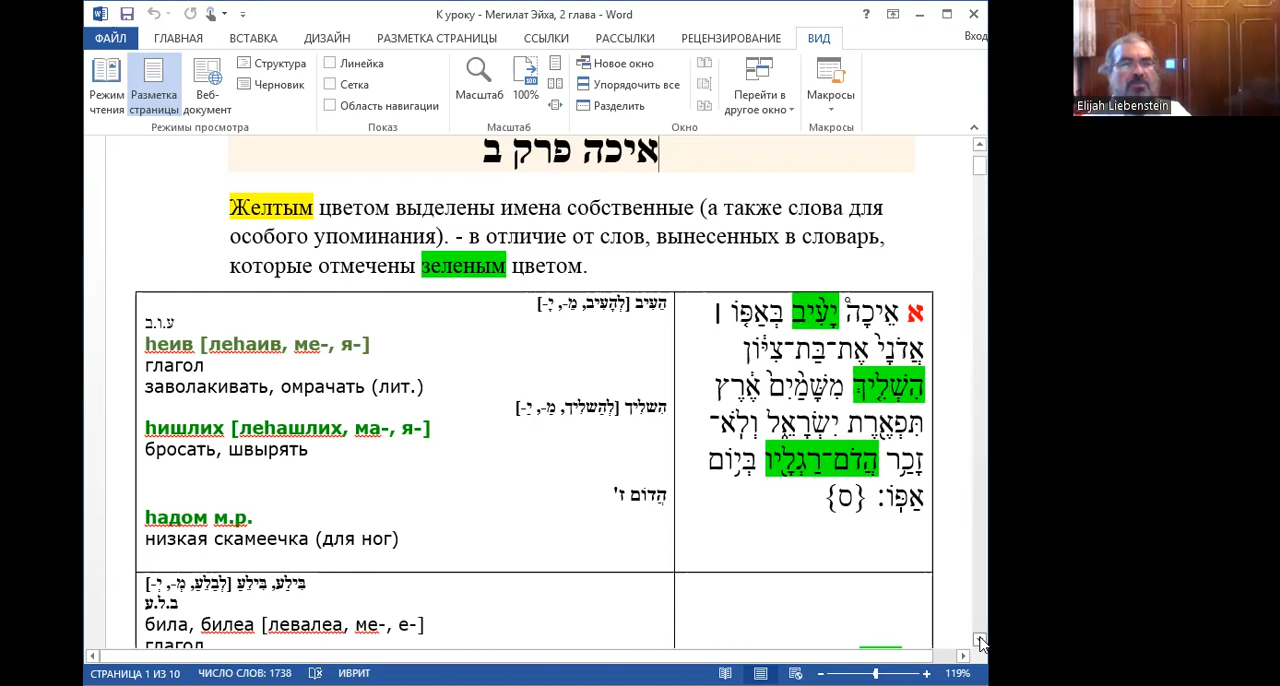 К уроку - Мегилат Эйха, 2 глава - Word
Вход
ФАЙЛ ГЛАВНАЯ ВСТАВКА ДИЗАЙН РАЗМЕТКА СТРАНИЦЫ ССЫЛКИ РАССЫЛКИ РЕЦЕНЗИРОВАНИЕ ВИД
Режим чтения
Разметка страницы
Веб-документ
Структура
Черновик
Режимы просмотра
Линейка
Сетка
Область навигации
Показ
Масштаб
100%
Масштаб
Новое окно
Упорядочить все
Разделить
Перейти в другое окно
Окно
Макросы
Макросы
Elijah Liebenstein
איכה פרק ב
Желтым цветом выделены имена собственные (а также слова для
особого упоминания). - в отличие от слов, вынесенных в словарь,
которые отмечены зеленым цветом.
א אֵיכָה֩ יָעִ֨יב בְּאַפּ֤וֹ ׀
אֲדֹנָי֙ אֶת־בַּת־צִיּ֔וֹן
הִשְׁלִ֤יךְ מִשָּׁמַ֙יִם֙ אֶ֔רֶץ
תִּפְאֶ֖רֶת יִשְׂרָאֵ֑ל וְלֹֽא־
זָכַ֥ר הֲדֹם־רַגְלָ֖יו בְּי֥וֹם
אַפּֽוֹ׃ {ס}
הֵעִיב [לְהָעִיב, מֵ-, יָ-]
ע.ו.ב
hеив [леhаив, ме-, я-]
глагол
заволакивать, омрачать (лит.)
הִשלִיך [לְהַשלִיך, מַ-, יַ-]
hишлих [леhашлих, ма-, я-]
бросать, швырять
הֲדוֹם ז'
hадом м.р.
низкая скамеечка (для ног)
בִּילַע, בִּילֵעַ [לְבַלֵעַ, מְ-, יְ-]
ב.ל.ע
била, билеа [левалеа, ме-, е-]
глагол
СТРАНИЦА 1 ИЗ 10 ЧИСЛО СЛОВ: 1738 ИВРИТ 119%